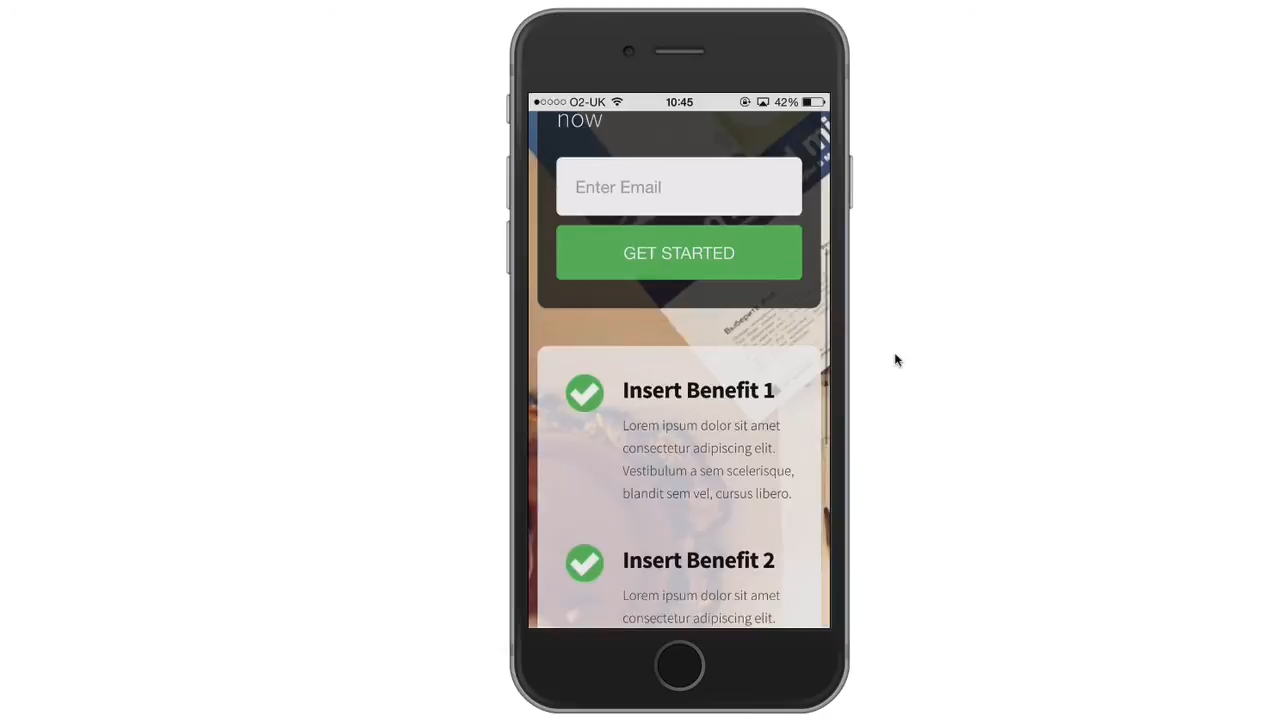 O2-UK 10:45 42%
now
Enter Email
GET STARTED
Выберите
Insert Benefit 1
Lorem ipsum dolor sit amet
consectetur adipiscing elit.
Vestibulum a sem scelerisque,
blandit sem vel, cursus libero.
Insert Benefit 2
Lorem ipsum dolor sit amet
consectetur adipiscing elit.